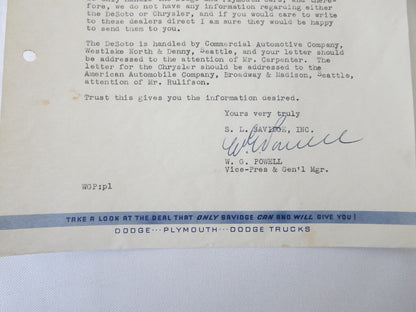 fore, we do not have any information regarding either
the DeSoto or Chrysler, and if you would care to write
to these dealers direct I am sure they would be happy
to send them to you.
The DeSoto is handled by Commercial Automotive Company,
Westlake North & Denny, Seattle, and your letter should
be addressed to the attention of Mr. Carpenter. The
letter for the Chrysler should be addressed to the
American Automobile Company, Broadway & Madison, Seattle,
attention of Mr. Rulifson.
Trust this gives you the information desired.
Yours very truly
S. L. SAVIDGE, INC.
W.G. Powell
W. G. POWELL
Vice-Pres & Gen'l Mgr.
WGP:pl
TAKE A LOOK AT THE DEAL THAT ONLY SAVIDGE CAN AND WILL GIVE YOU!
DODGE···PLYMOUTH···DODGE TRUCKS